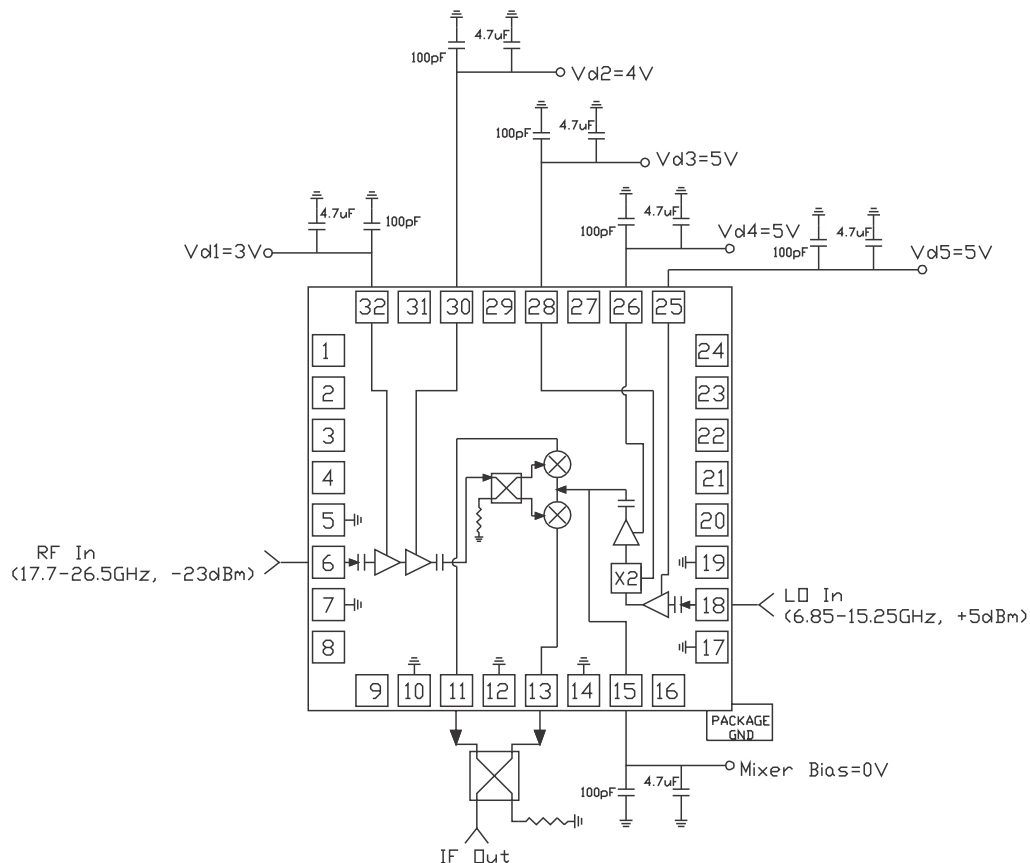 4.7uF
100pF
Vd2=4V
4.7uF
100pF
Vd3=5V
4.7uF
100pF
4.7uF
100pF
Vd1=3V
Vd4=5V
4.7uF
100pF
Vd5=5V
32 31 30 29 28 27 26 25
1 24
2 23
3 22
4 21
5 20
6 19
RF In
(17.7-26.5GHz, -23dBm)
X2
7 18
LO In
(6.85-15.25GHz, +5dBm)
8 17
9 10 11 12 13 14 15 16
PACKAGE
GND
Mixer Bias=0V
100pF
4.7uF
IF Out